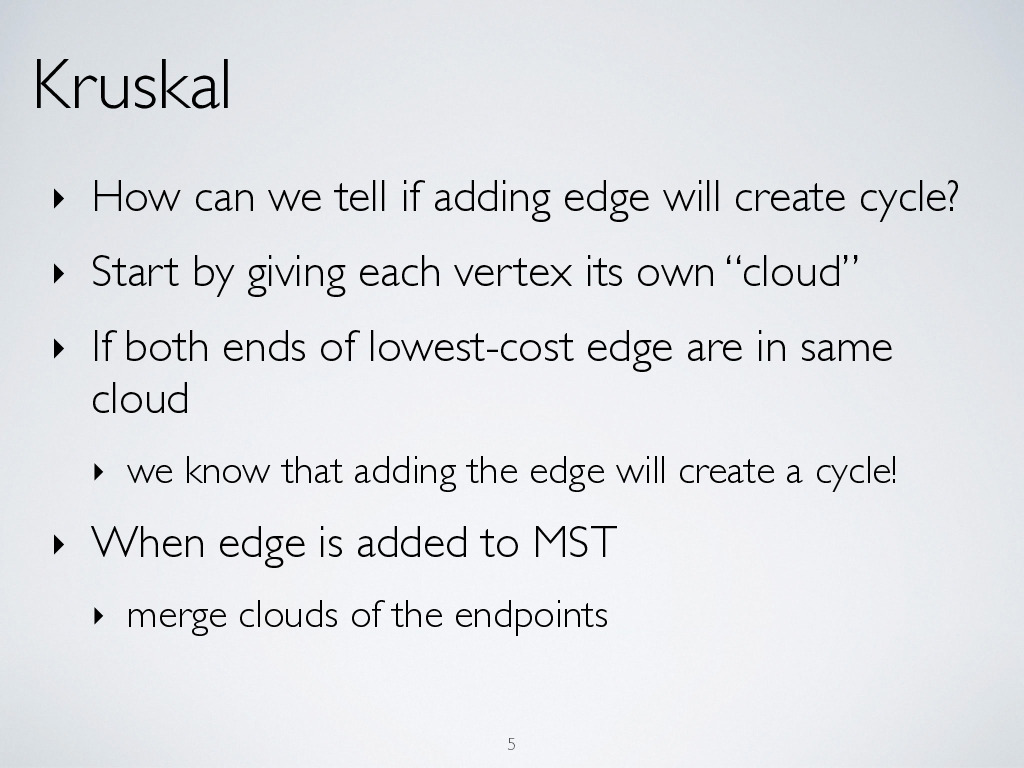 Kruskal
‣ How can we tell if adding edge will create cycle?
‣ Start by giving each vertex its own “cloud”
‣ If both ends of lowest-cost edge are in same
cloud
‣ we know that adding the edge will create a cycle!
‣ When edge is added to MST
‣ merge clouds of the endpoints
5